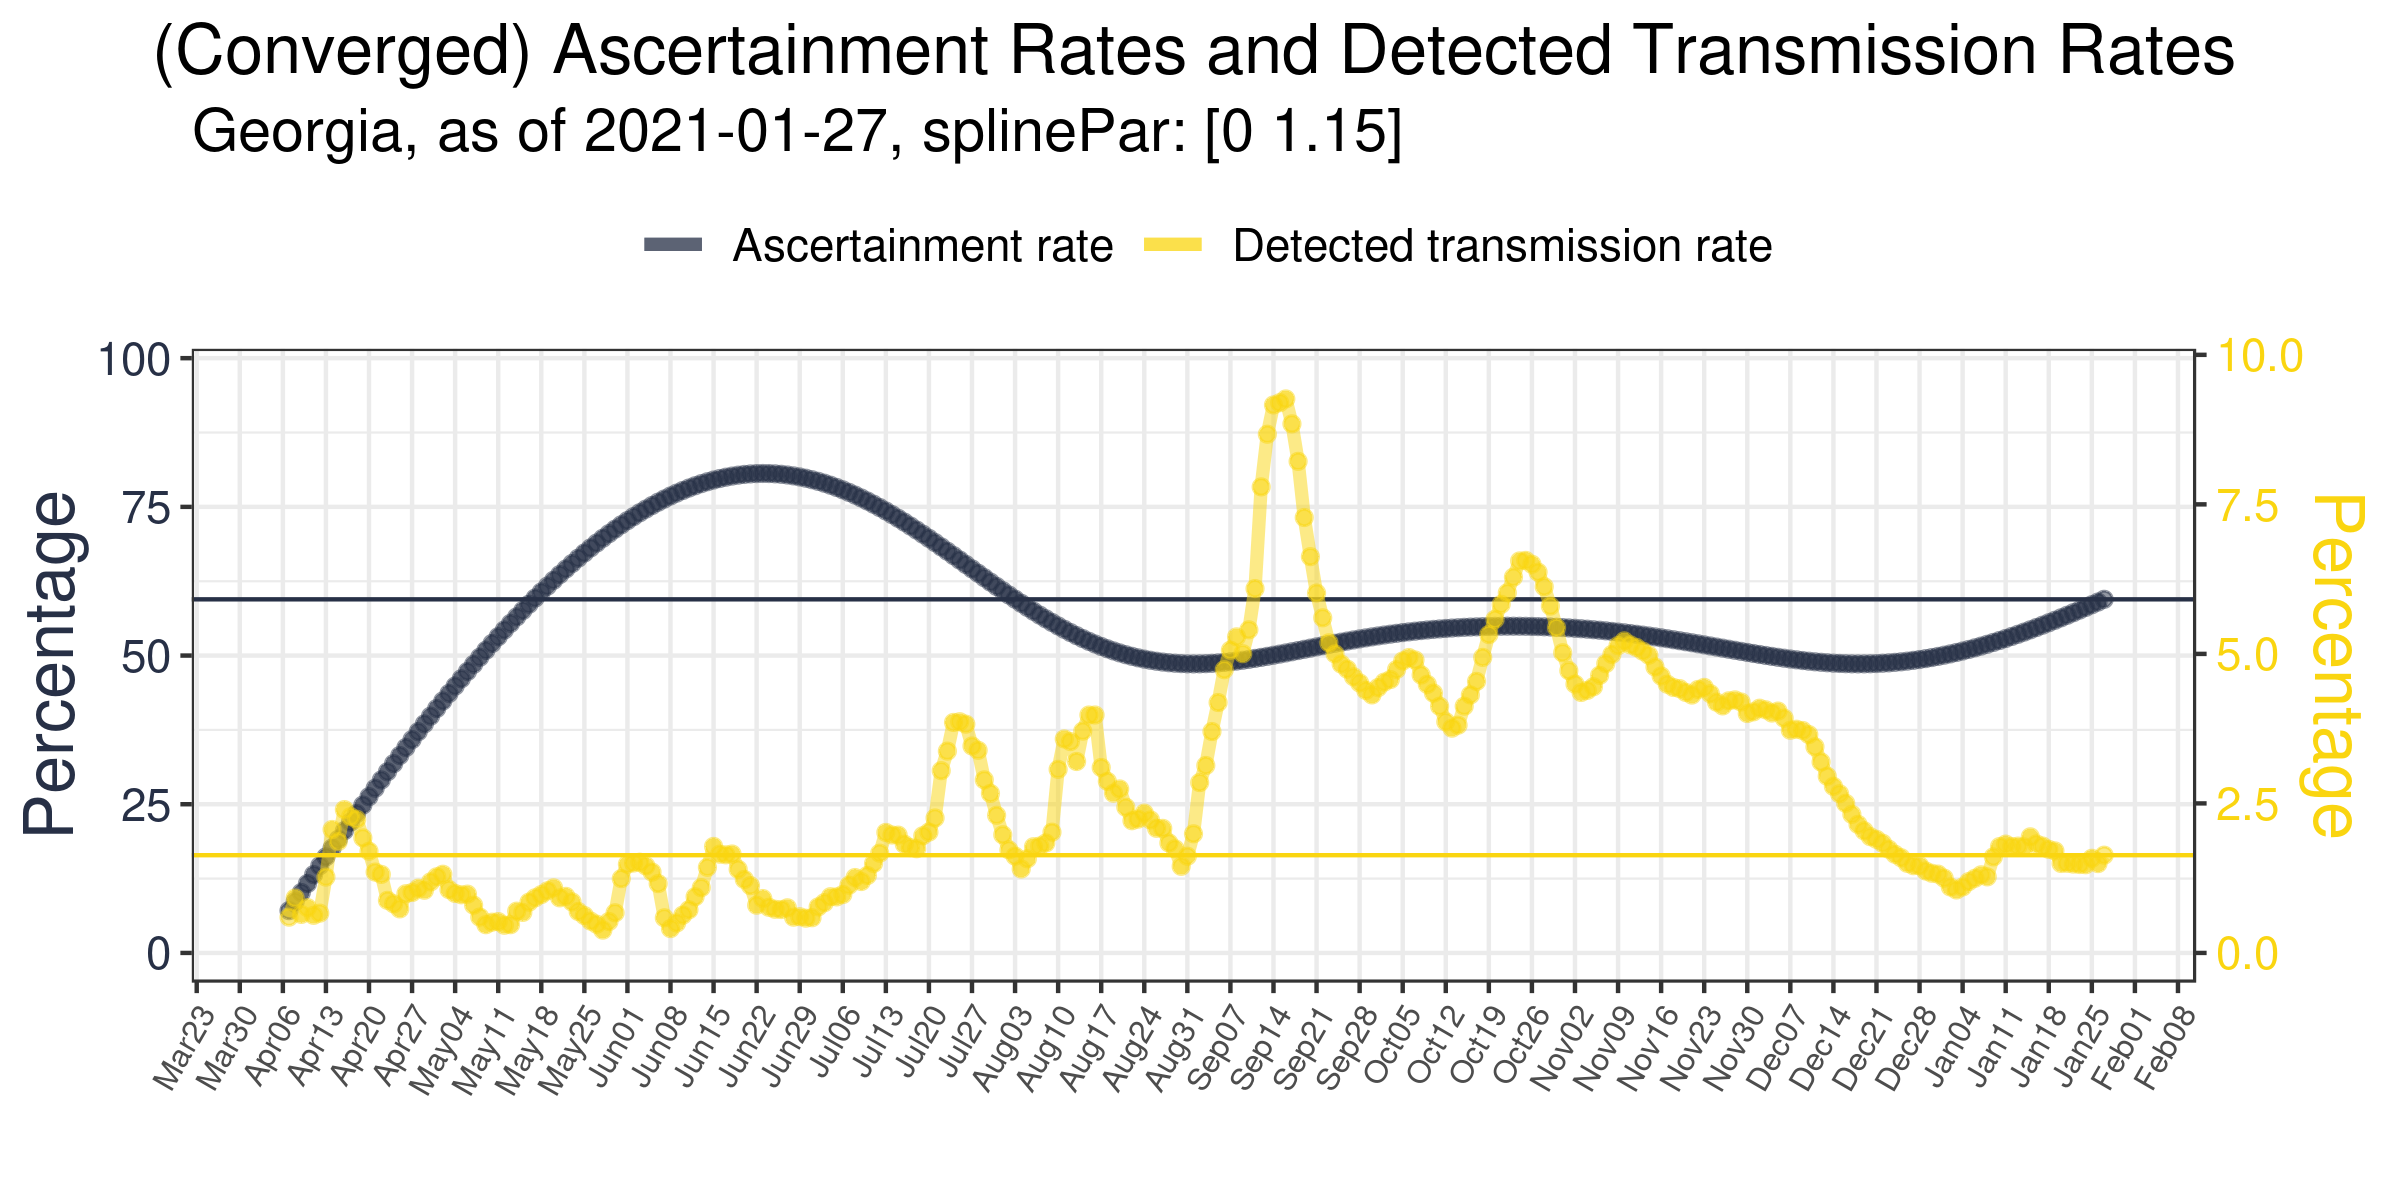 (Converged) Ascertainment Rates and Detected Transmission Rates
Georgia, as of 2021-01-27, splinePar: [0 1.15]
Ascertainment rate
Detected transmission rate
Percentage
100
75
50
25
0
10.0
7.5
5.0
2.5
0.0
Percentage
Mar23
Mar30
Apr06
Apr13
Apr20
Apr27
May04
May11
May18
May25
Jun01
Jun08
Jun15
Jun22
Jun29
Jul06
Jul13
Jul20
Jul27
Aug03
Aug10
Aug17
Aug24
Aug31
Sep07
Sep14
Sep21
Sep28
Oct05
Oct12
Oct19
Oct26
Nov02
Nov09
Nov16
Nov23
Nov30
Dec07
Dec14
Dec21
Dec28
Jan04
Jan11
Jan18
Jan25
Feb01
Feb08